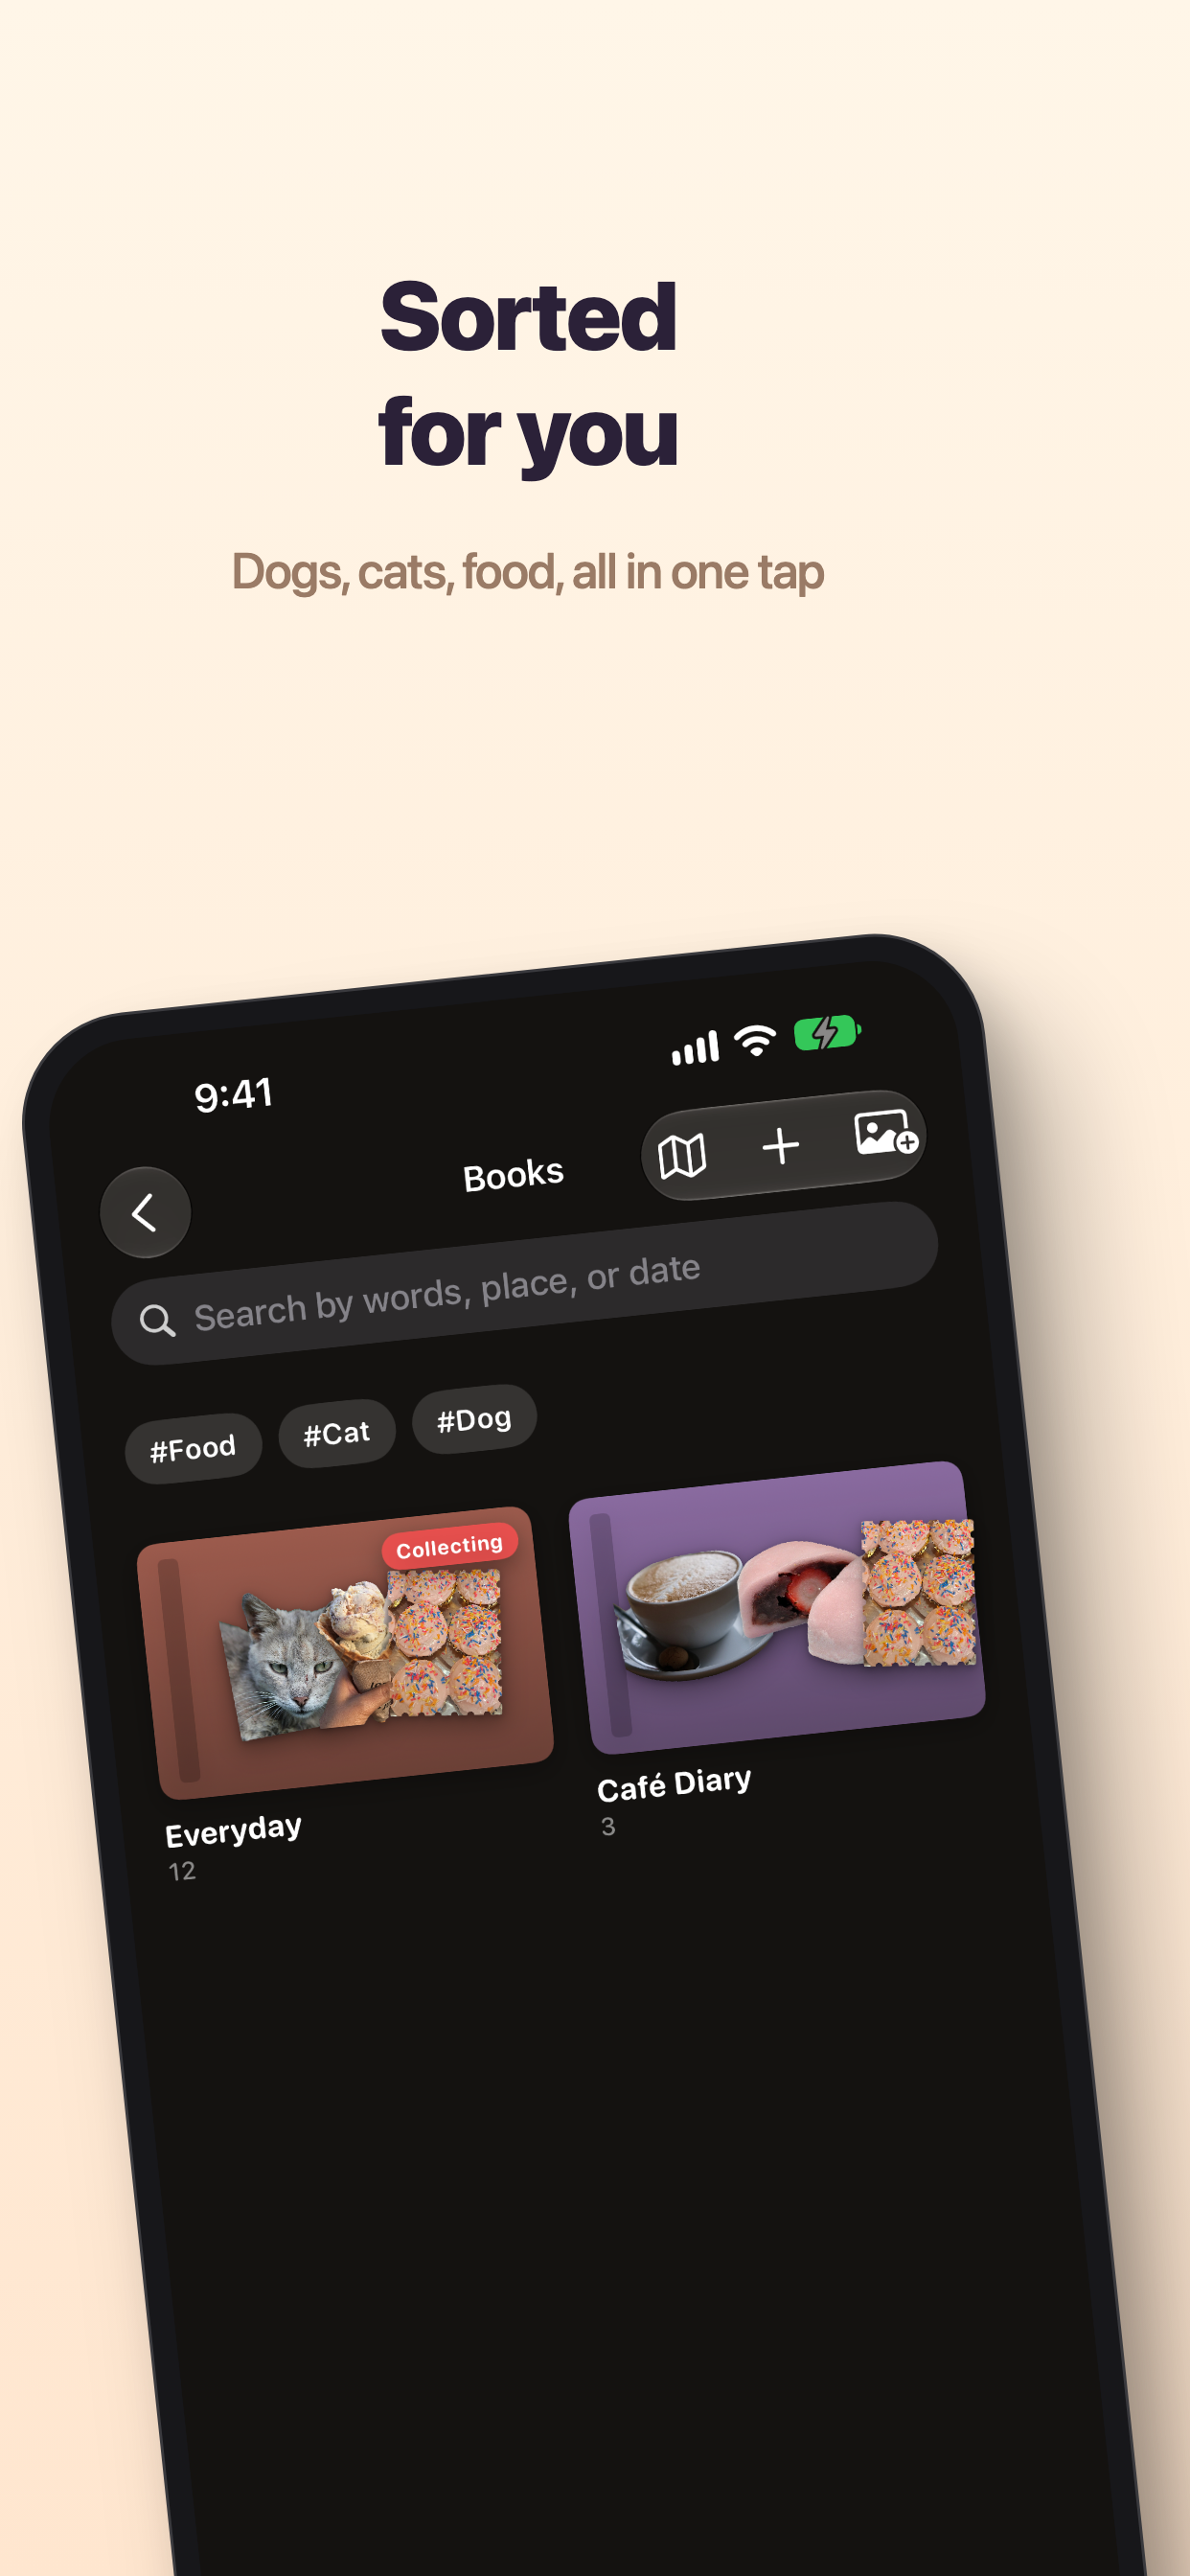 Sorted
for you
Dogs, cats, food, all in one tap
9:41
Books
Search by words, place, or date
#Food #Cat #Dog
Collecting
Everyday
12
Café Diary
3